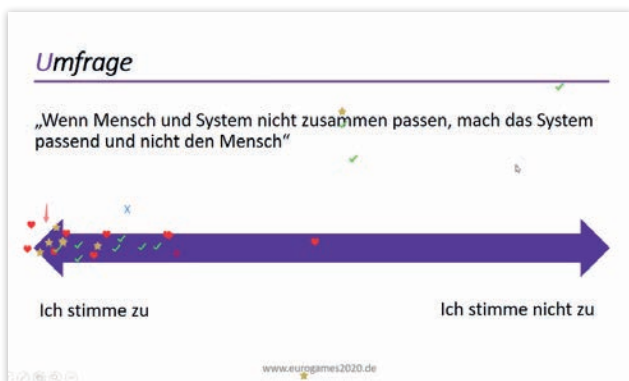 Umfrage
„Wenn Mensch und System nicht zusammen passen, mach das System
passend und nicht den Mensch“
X
Ich stimme zu
Ich stimme nicht zu
www.eurogames2020.de